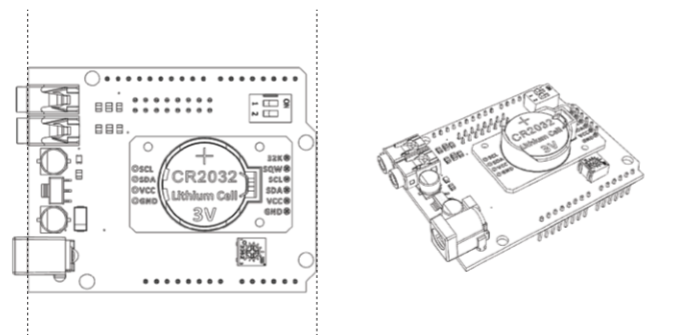 ON
1 2
CR2032
Lithium Cell
3V
SCL
SDA
VCC
GND
32K
SQW
SCL
SDA
VCC
GND
CR2032
Lithium Cell
3V